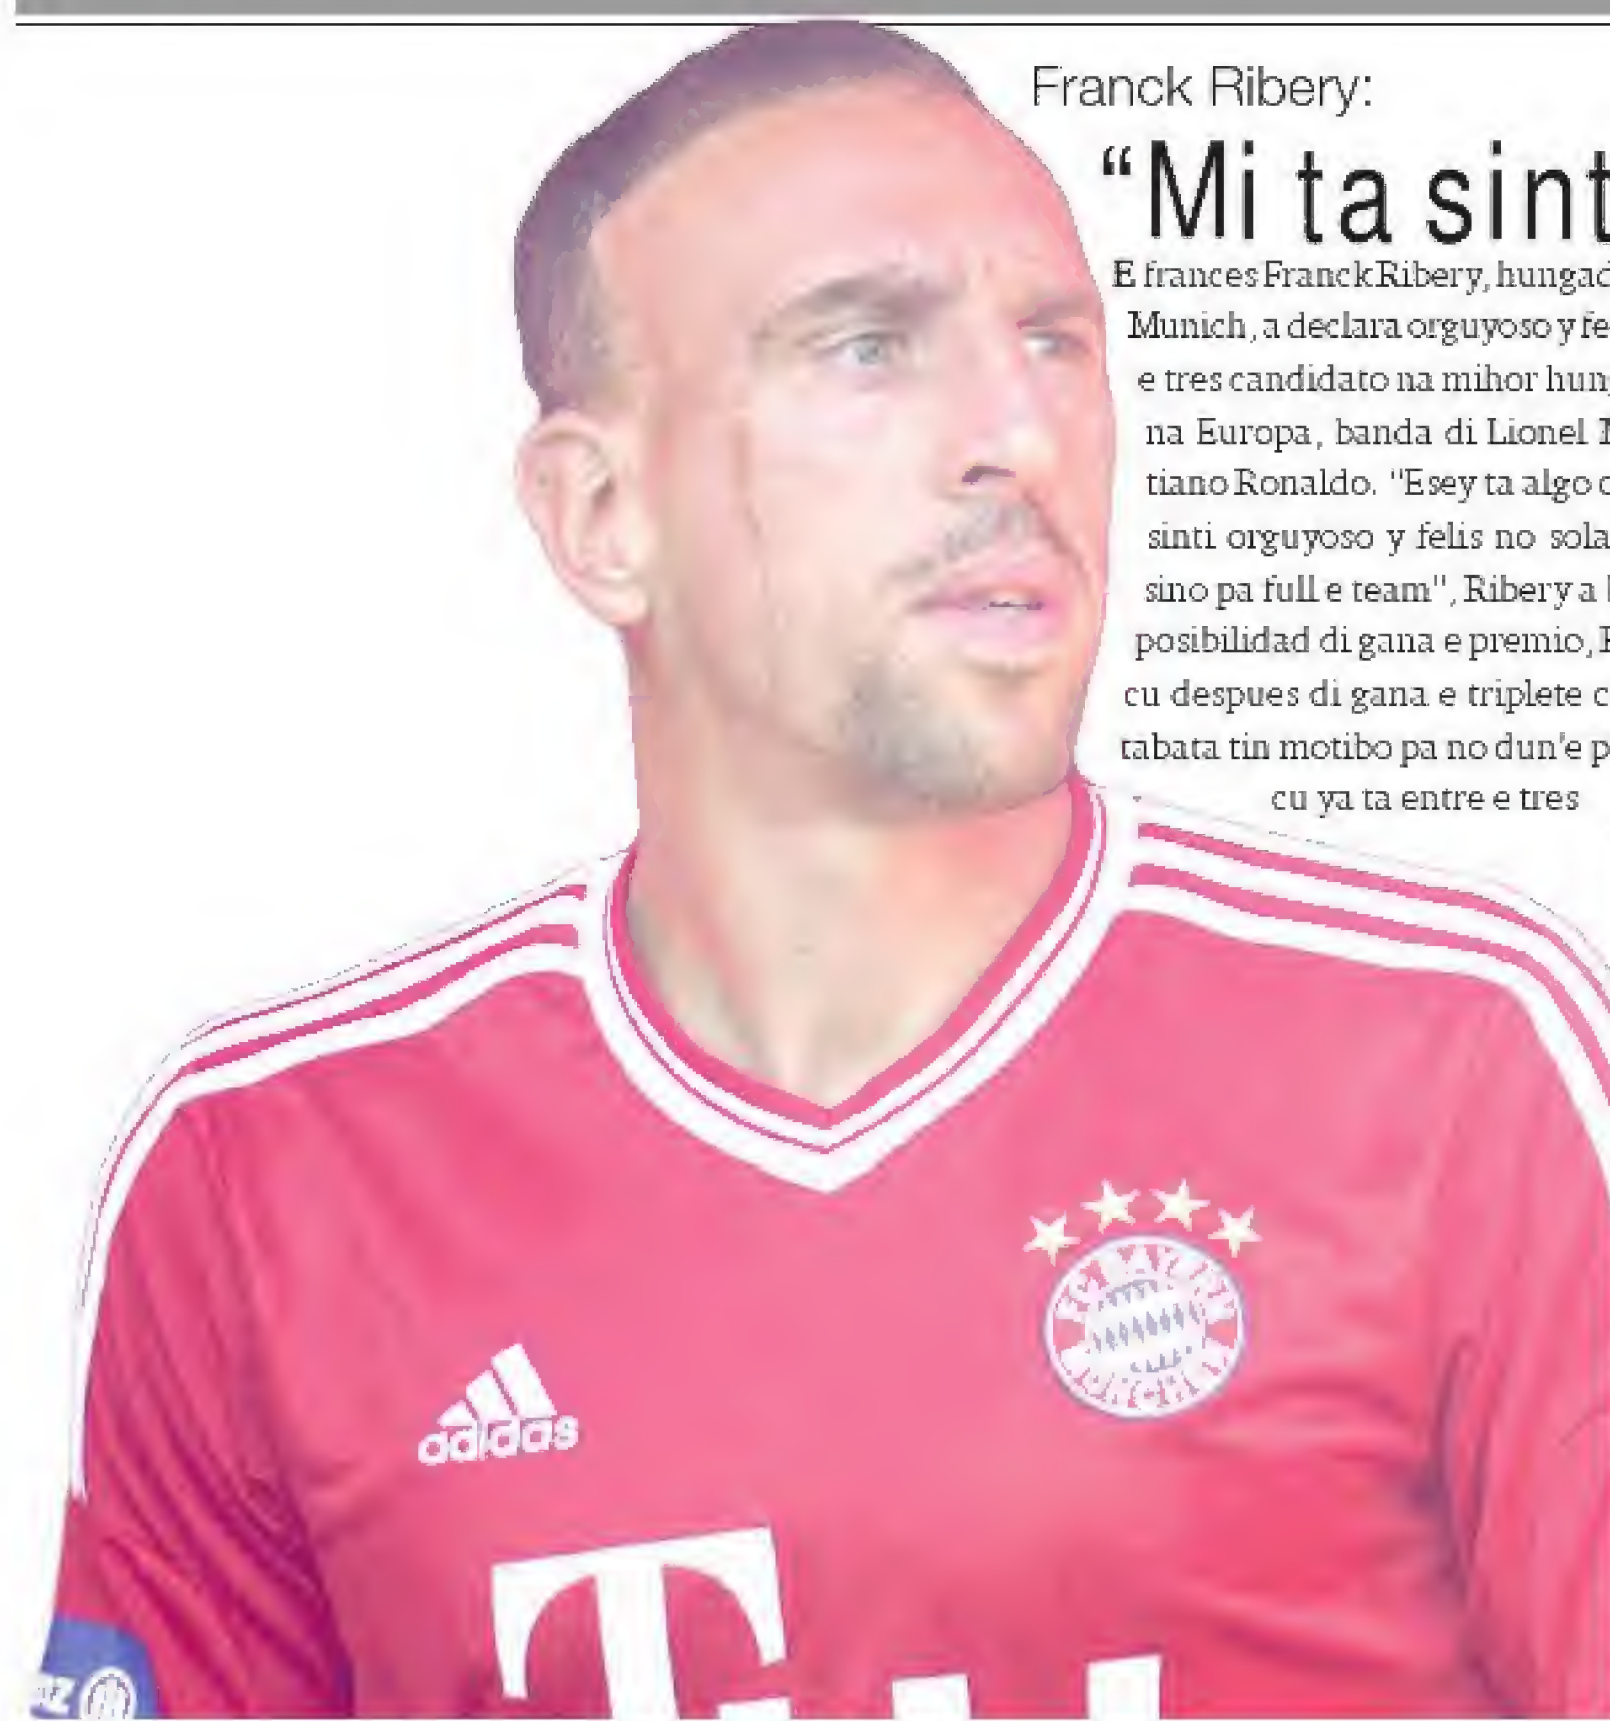 Franck Ribery:
"Mi ta sint
E frances Franck Ribery, hungad
Munich, a declara orguyoso y fe
e tres candidato na mihor hun
na Europa, banda di Lionel
tiano Ronaldo. "Esey ta algo
sinti orguyoso y felis no sola
sino pa full e team", Ribery a
posibilidad di gana e premio,
cu despues di gana e triplete c
tabata tin motibo pa no dun'e p
cu ya ta entre e tres
FC BAYERN
MÜNCHEN
adidas
T